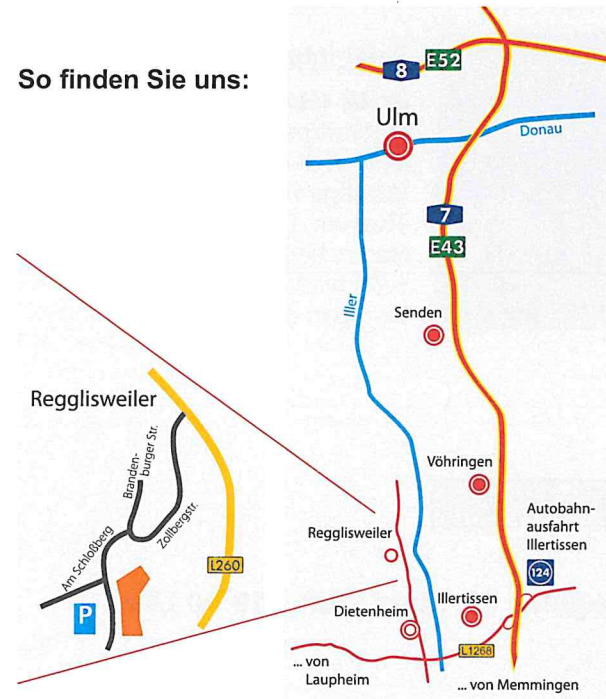 So finden Sie uns:
8
E52
Ulm
Donau
7
E43
Iller
Senden
Vöhringen
Autobahn-
ausfahrt
Illertissen
124
Regglisweiler
Dietenheim
Illertissen
L1268
... von
Laupheim
... von Memmingen
Regglisweiler
Branden-
burger Str.
Zollbergstr.
Am Schloßberg
L260
P